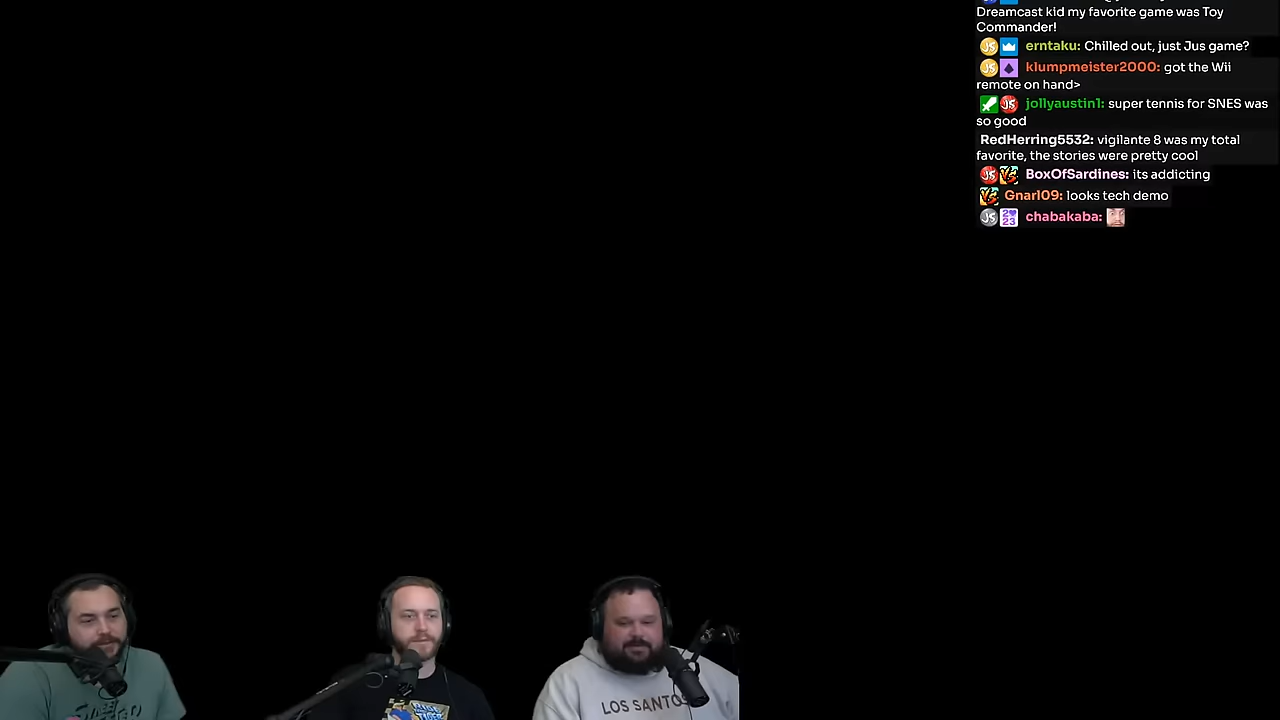 Dreamcast kid my favorite game was Toy
Commander!
erntaku: Chilled out, just Jus game?
klumpmeister2000: got the Wii
remote on hand>
jollyaustin1: super tennis for SNES was
so good
RedHerring5532: vigilante 8 was my total
favorite, the stories were pretty cool
BoxOfSardines: its addicting
Gnarl09: looks tech demo
chabakaba:
LOS SANTOS